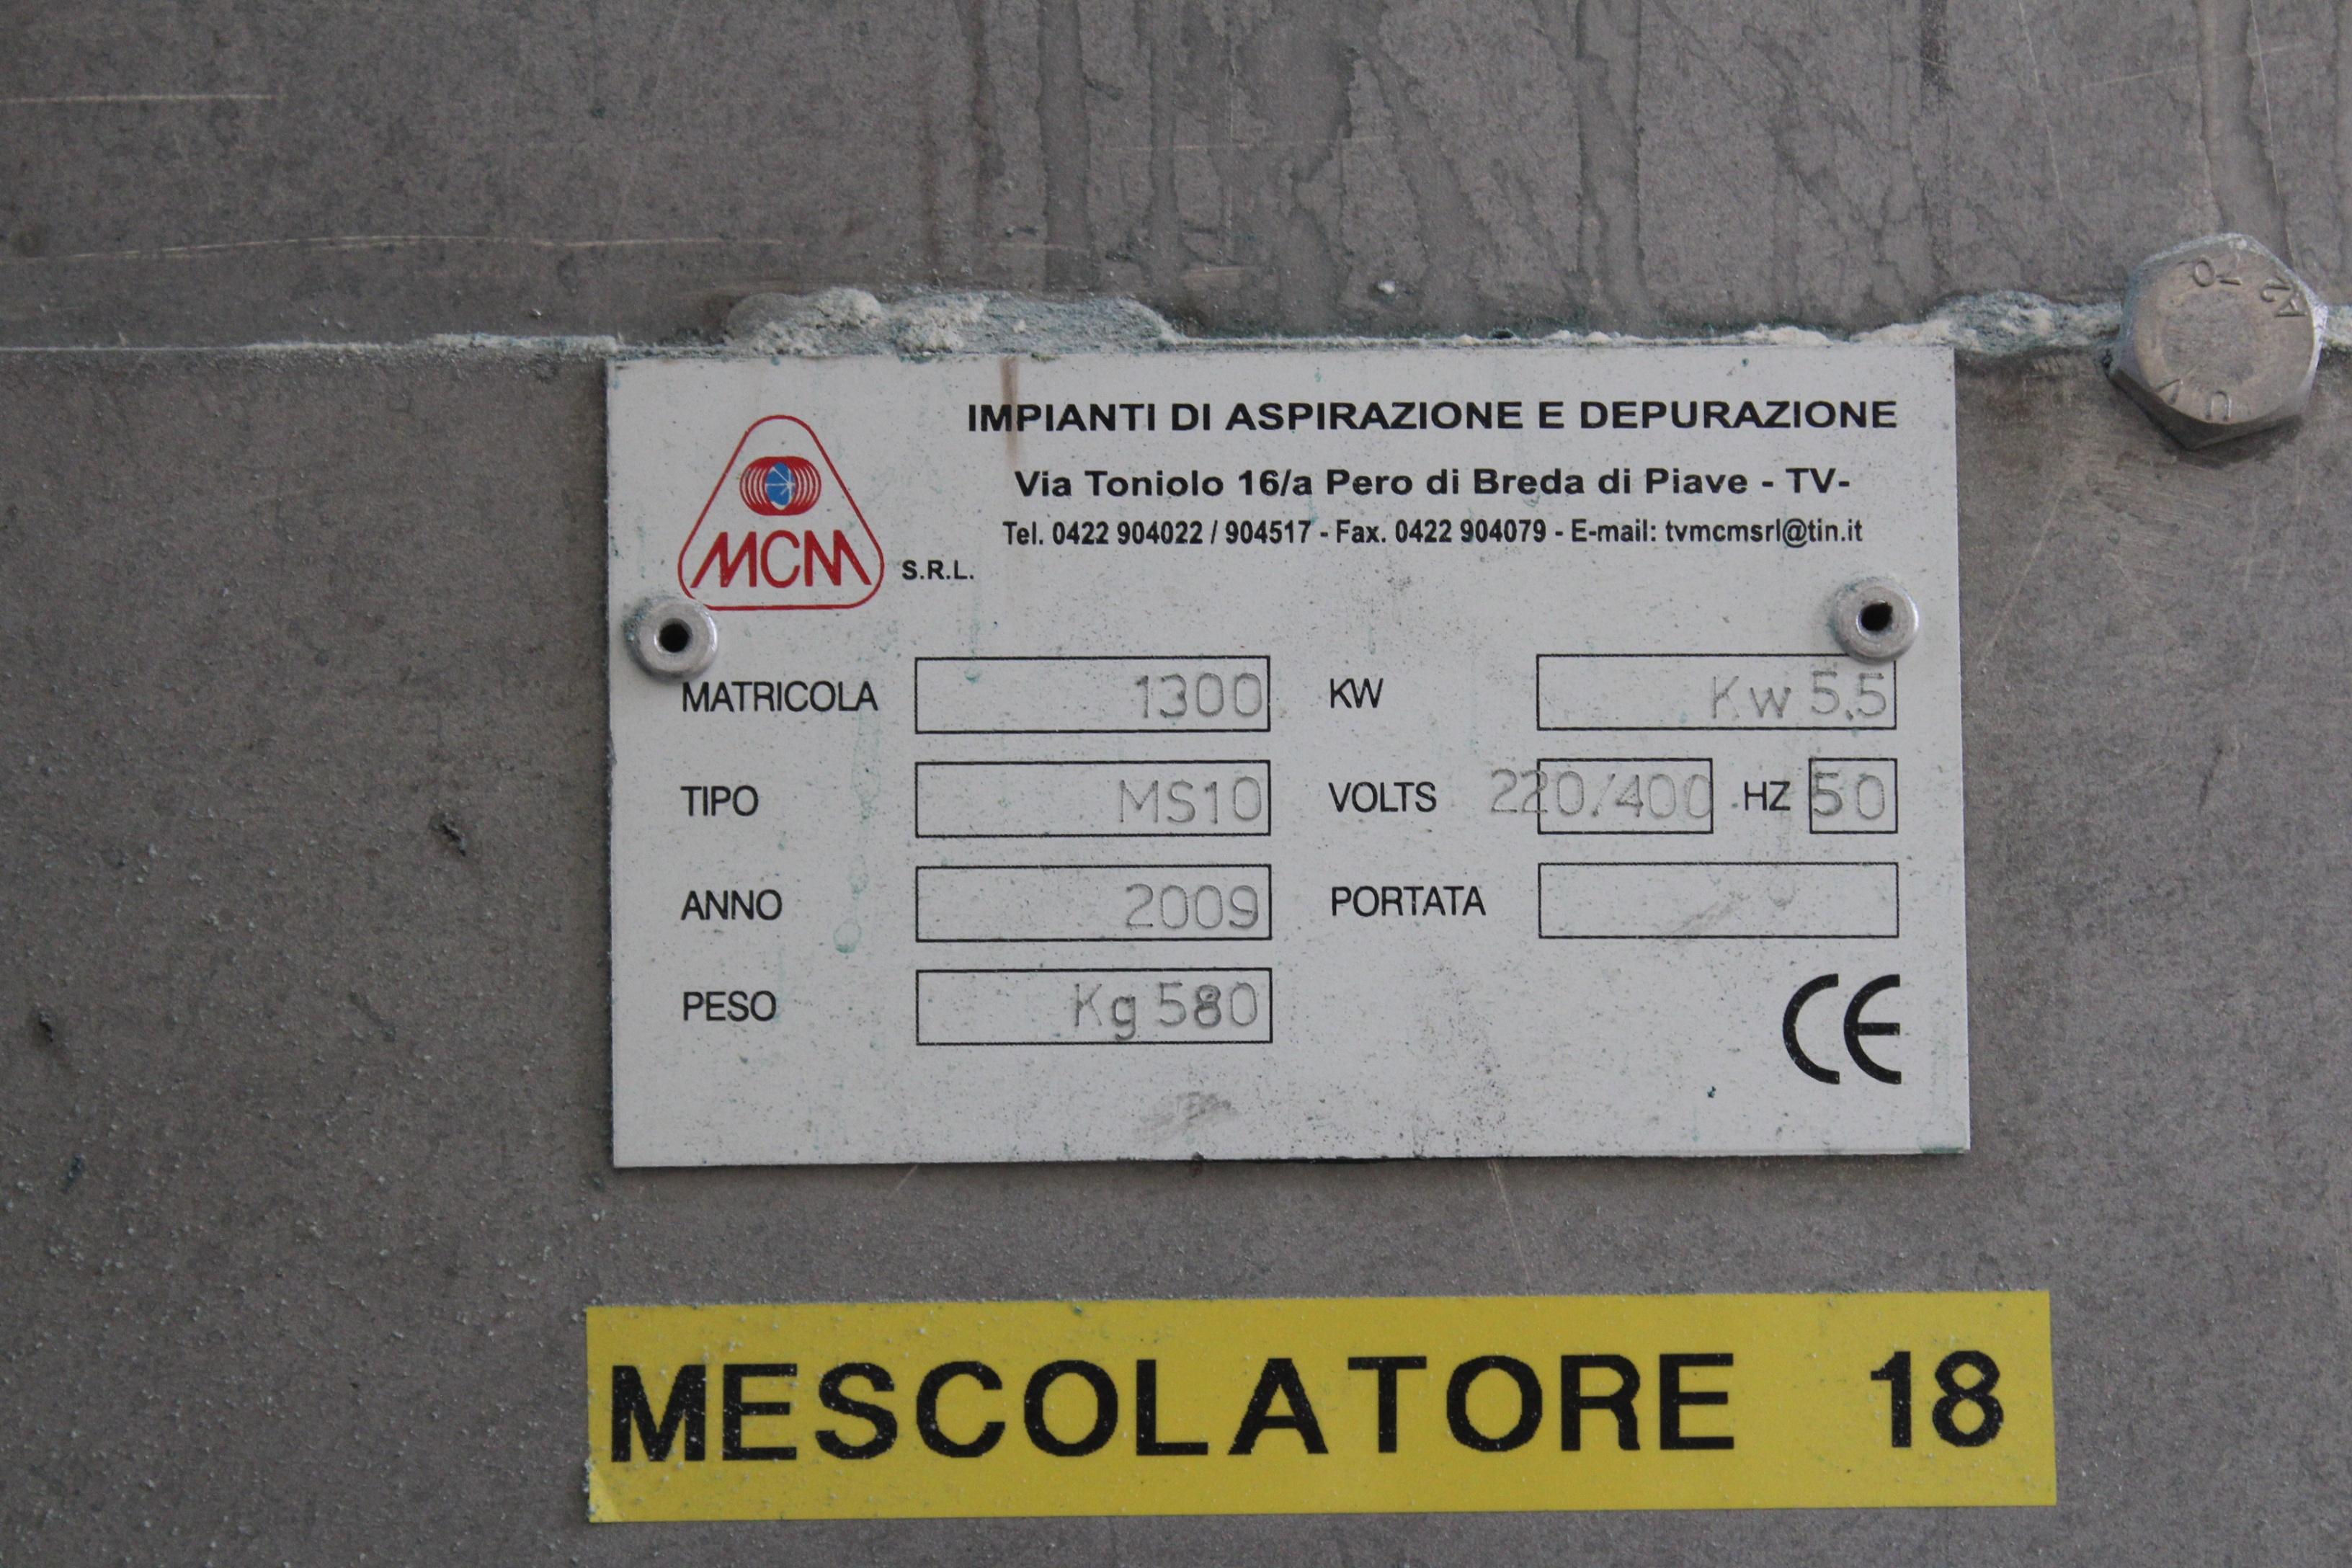 IMPIANTI DI ASPIRAZIONE E DEPURAZIONE
Via Toniolo 16/a Pero di Breda di Piave - TV-
Tel. 0422 904022 / 904517 - Fax. 0422 904079 - E-mail: tvmcmsrl@tin.it
MCM S.R.L.
MATRICOLA 1300 KW Kw 5.5
TIPO MS10 VOLTS 220/400 HZ 50
ANNO 2009 PORTATA
PESO Kg 580
CE
MESCOLATORE 18
A2 70